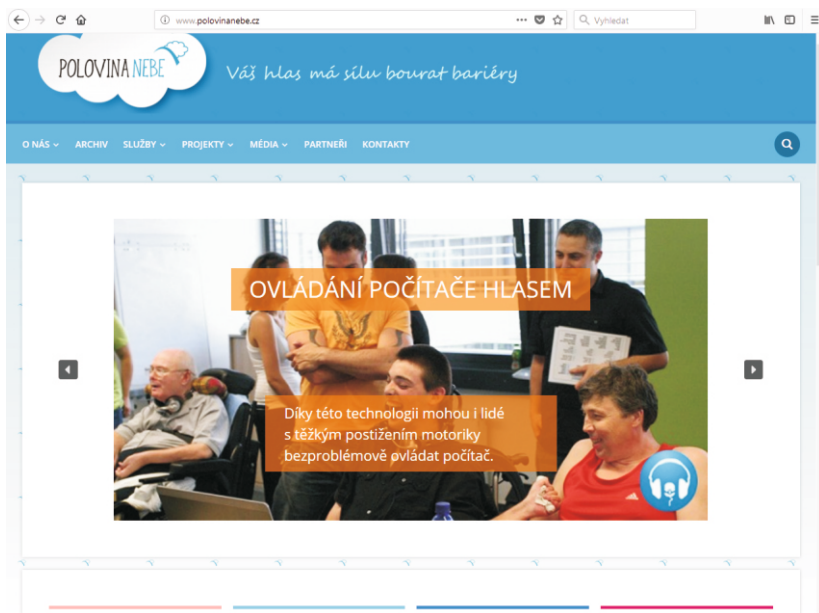 www.polovinanebe.cz
Vyhledat
POLOVINA NEBE
Váš hlas má sílu bourat bariéry
O NÁS
ARCHIV
SLUŽBY
PROJEKTY
MÉDIA
PARTNEŘI
KONTAKTY
OVLÁDÁNÍ POČÍTAČE HLASEM
Díky této technologii mohou i lidé
s těžkým postižením motoriky
bezproblémově ovládat počítač.